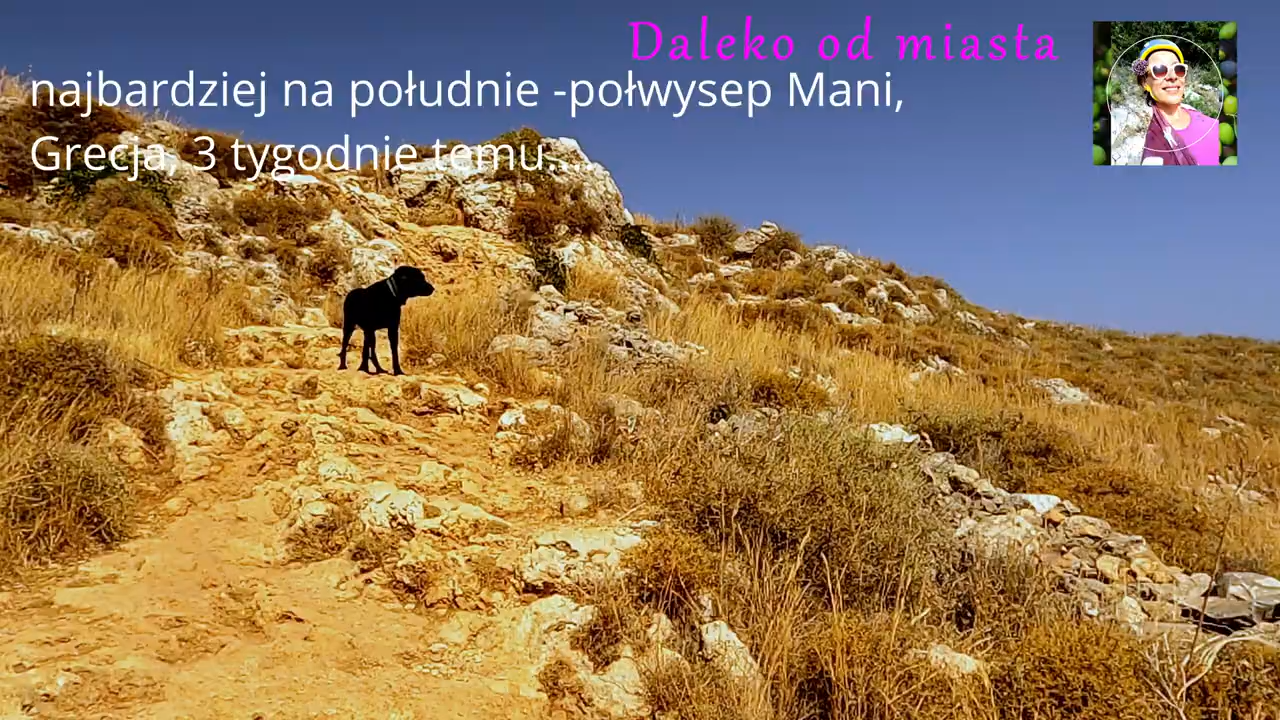 Daleko od miasta
najbardziej na południe -połwysep Mani,
Grecja, 3 tygodnie temu....